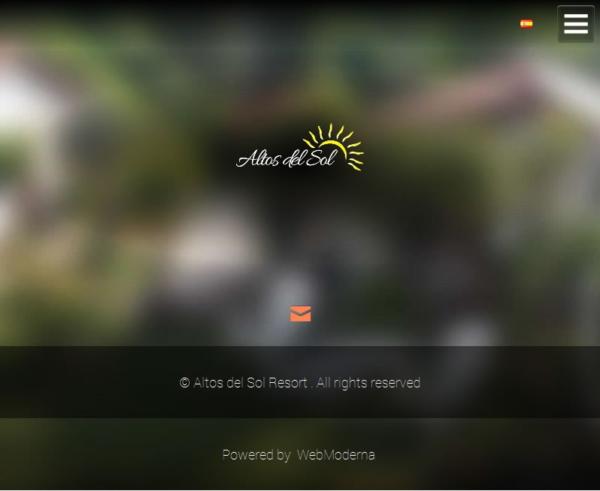 Altos del Sol
© Altos del Sol Resort . All rights reserved
Powered by WebModerna